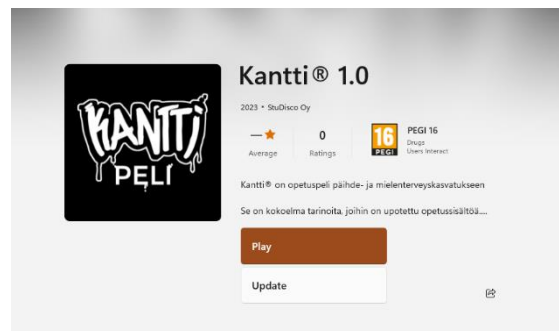 KANTTI
PELI
Kantti® 1.0
2023 • StuDisco Oy
—★
Average
0
Ratings
16
PEGI
PEGI 16
Drugs
Users Interact
Kantti® on opetuspeli päihde- ja mielenterveyskasvatukseen
Se on kokoelma tarinoita, joihin on upotettu opetussisältöä....
Play
Update